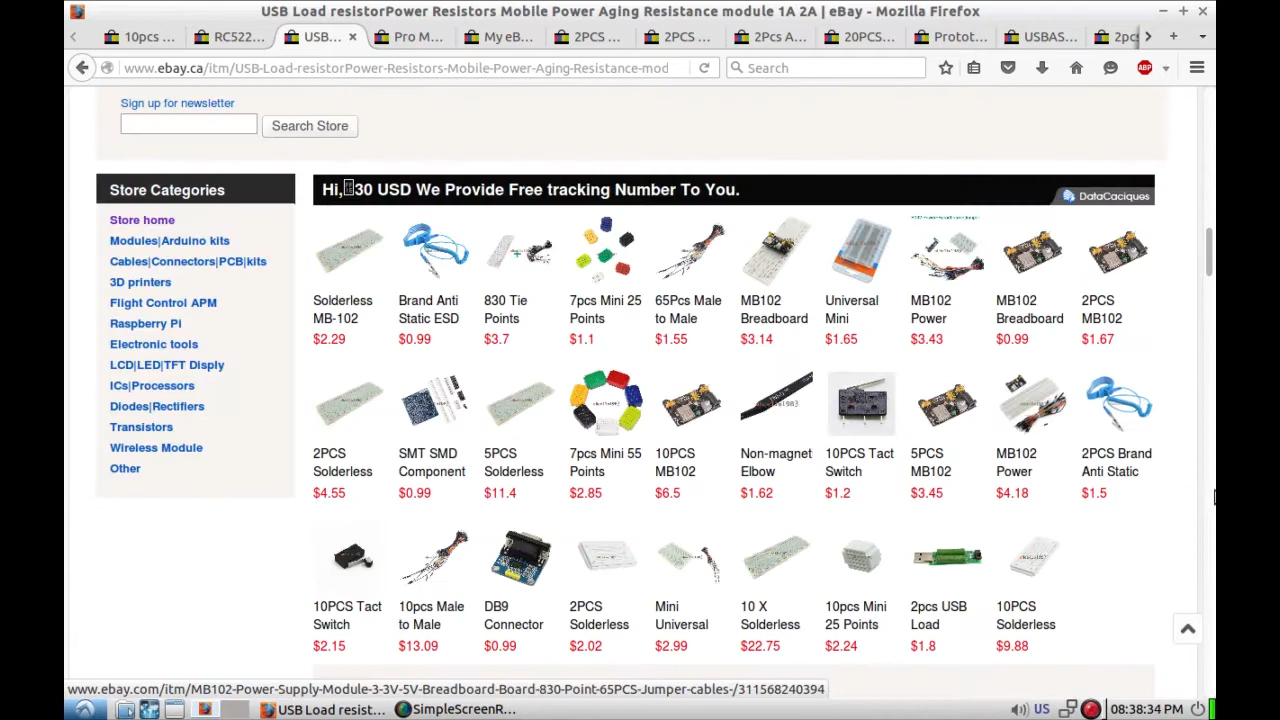 USB Load resistorPower Resistors Mobile Power Aging Resistance module 1A 2A | eBay - Mozilla Firefox
10pcs ...
RC522...
USB...
Pro M...
My eB...
2PCS ...
2PCS ...
2Pcs A...
20PCS...
Protot...
USBAS...
2pcs
www.ebay.ca/itm/USB-Load-resistorPower-Resistors-Mobile-Power-Aging-Resistance-mod
Search
ABP
Sign up for newsletter
Search Store
Store Categories
Store home
Modules|Arduino kits
Cables|Connectors|PCB|kits
3D printers
Flight Control APM
Raspberry Pi
Electronic tools
LCD|LED|TFT Disply
ICs|Processors
Diodes|Rectifiers
Transistors
Wireless Module
Other
Hi, 30 USD We Provide Free tracking Number To You.
DataCaciques
Solderless MB-102 $2.29
Brand Anti Static ESD $0.99
830 Tie Points $3.7
7pcs Mini 25 Points $1.1
65Pcs Male to Male $1.55
MB102 Breadboard $3.14
Universal Mini $1.65
MB102 Power $3.43
MB102 Breadboard $0.99
2PCS MB102 $1.67
2PCS Solderless $4.55
SMT SMD Component $0.99
5PCS Solderless $11.4
7pcs Mini 55 Points $2.85
10PCS MB102 $6.5
Non-magnet Elbow $1.62
10PCS Tact Switch $1.2
5PCS MB102 $3.45
MB102 Power $4.18
2PCS Brand Anti Static $1.5
10PCS Tact Switch $2.15
10pcs Male to Male $13.09
DB9 Connector $0.99
2PCS Solderless $2.02
Mini Universal $2.99
10 X Solderless $22.75
10pcs Mini 25 Points $2.24
2pcs USB Load $1.8
10PCS Solderless $9.88
www.ebay.com/itm/MB102-Power-Supply-Module-3-3V-5V-Breadboard-Board-830-Point-65PCS-Jumper-cables-/311568240394
USB Load resist...
SimpleScreenR...
US
08:38:34 PM